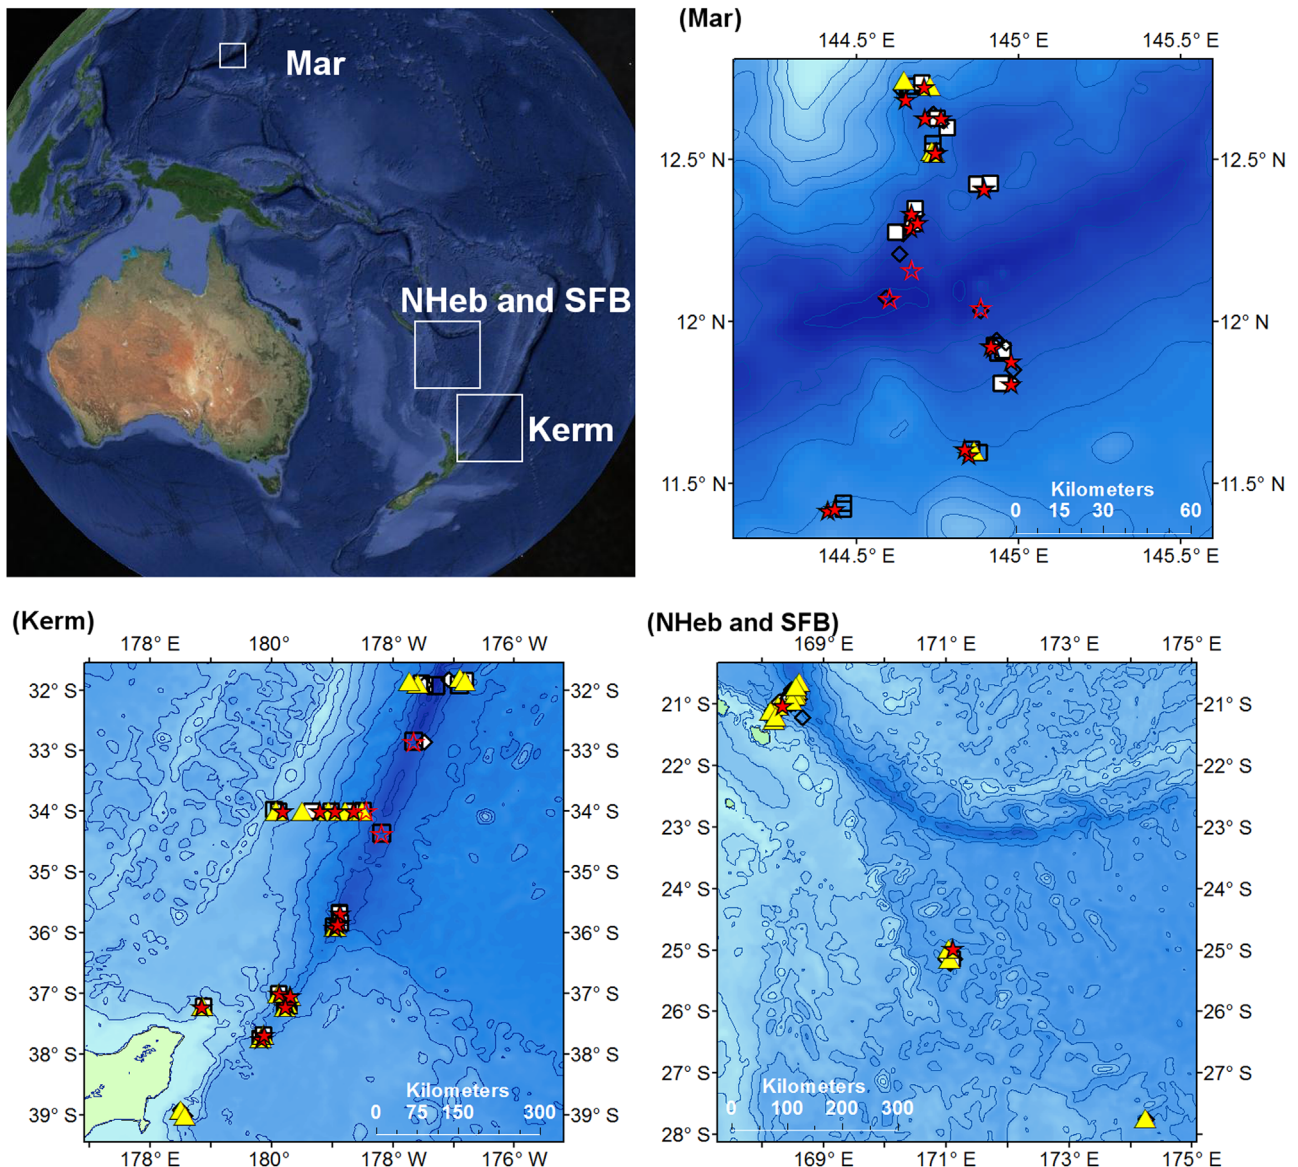 Mar
NHeb and SFB
Kerm
(Mar)
144.5° E 145° E 145.5° E
12.5° N 12.5° N
12° N 12° N
11.5° N 11.5° N
Kilometers
0 15 30 60
144.5° E 145° E 145.5° E
(Kerm)
178° E 180° 178° W 176° W
32° S 32° S
33° S 33° S
34° S 34° S
35° S 35° S
36° S 36° S
37° S 37° S
38° S 38° S
39° S 39° S
Kilometers
0 75 150 300
178° E 180° 178° W 176° W
(NHeb and SFB)
169° E 171° E 173° E 175° E
21° S 21° S
22° S 22° S
23° S 23° S
24° S 24° S
25° S 25° S
26° S 26° S
27° S 27° S
28° S 28° S
Kilometers
0 100 200 300
169° E 171° E 173° E 175° E